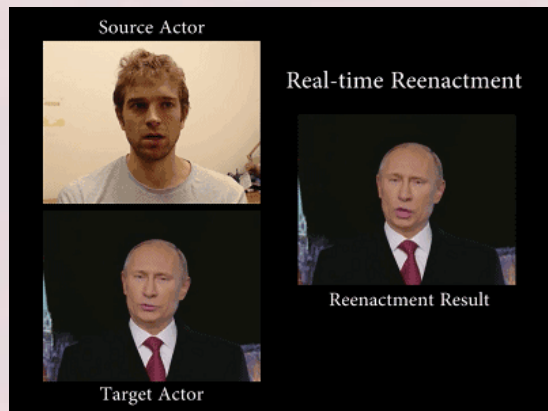 Source Actor
Real-time Reenactment
Reenactment Result
Target Actor